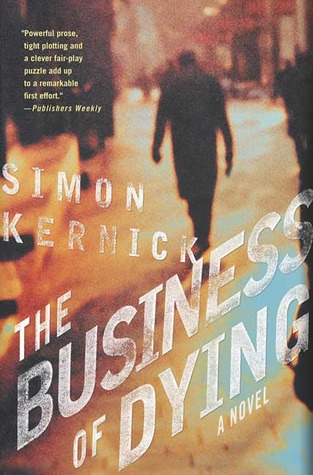 "Powerful prose,
tight plotting and
a clever fair-play
puzzle add up
to a remarkable
first effort."
—Publishers Weekly
SIMON
KERNICK
THE
BUSINESS
OF DYING
A NOVEL